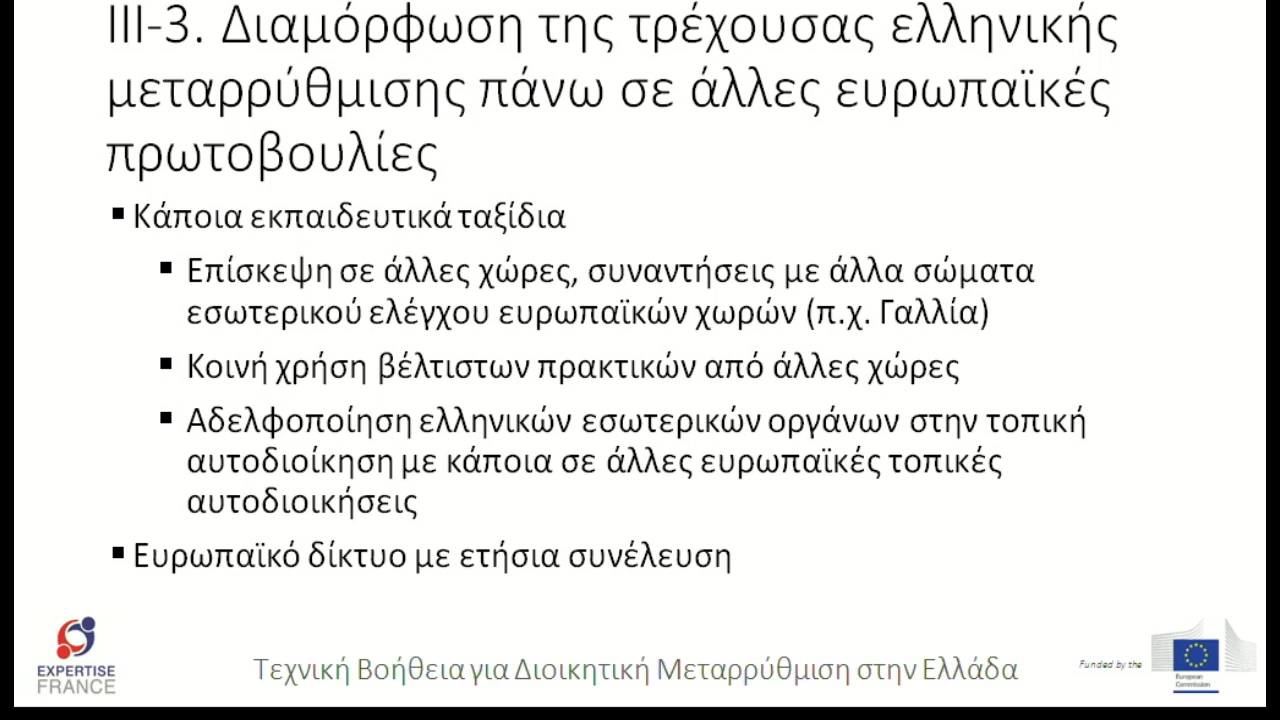 III-3. Διαμόρφωση της τρέχουσας ελληνικής
μεταρρύθμισης πάνω σε άλλες ευρωπαϊκές
πρωτοβουλίες
▪ Κάποια εκπαιδευτικά ταξίδια
▪ Επίσκεψη σε άλλες χώρες, συναντήσεις με άλλα σώματα
εσωτερικού ελέγχου ευρωπαϊκών χωρών (π.χ. Γαλλία)
▪ Κοινή χρήση βέλτιστων πρακτικών από άλλες χώρες
▪ Αδελφοποίηση ελληνικών εσωτερικών οργάνων στην τοπική
αυτοδιοίκηση με κάποια σε άλλες ευρωπαϊκές τοπικές
αυτοδιοικήσεις
▪ Ευρωπαϊκό δίκτυο με ετήσια συνέλευση
EXPERTISE
FRANCE
Τεχνική Βοήθεια για Διοικητική Μεταρρύθμιση στην Ελλάδα
Funded by the
European
Commission